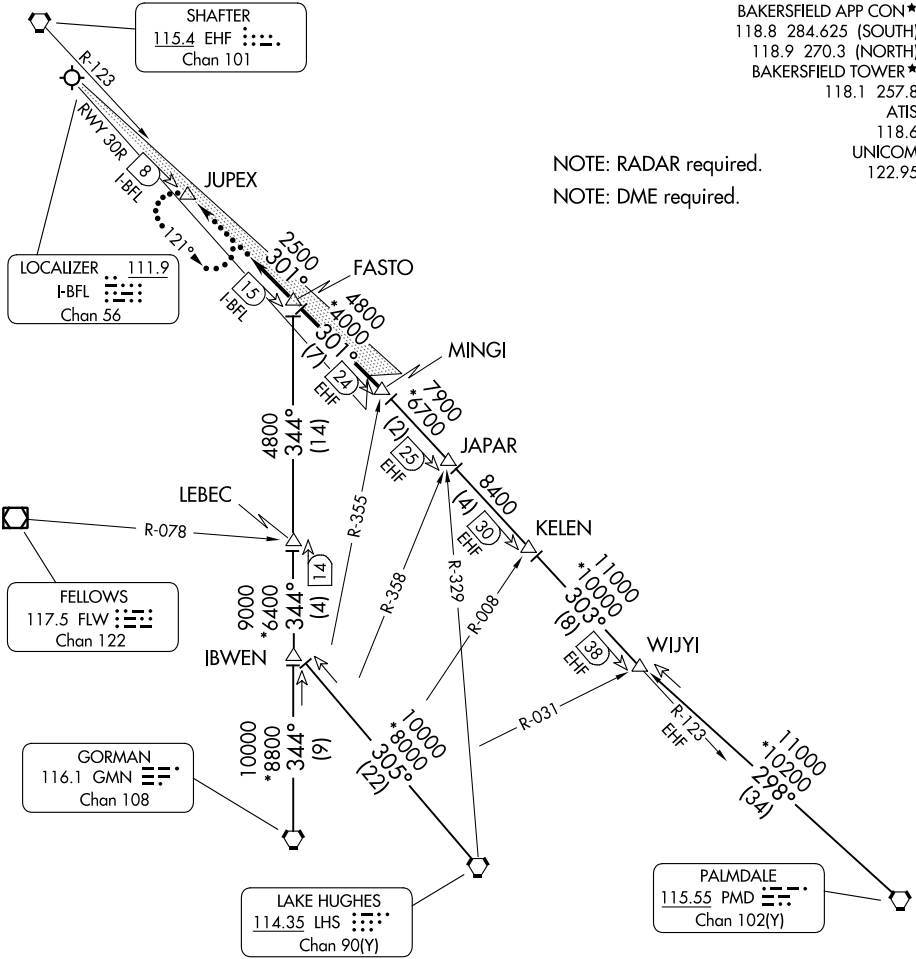 SHAFTER
115.4 EHF
Chan 101
BAKERSFIELD APP CON★
118.8 284.625 (SOUTH)
118.9 270.3 (NORTH)
BAKERSFIELD TOWER★
118.1 257.8
ATIS
118.6
UNICOM
122.95
NOTE: RADAR required.
NOTE: DME required.
R-123
RWY 30R
8
I-BFL
JUPEX
121°
LOCALIZER 111.9
I-BFL
Chan 56
2500
301°
15
I-BFL
FASTO
4800
*4000
301°
(7)
24
EHF
MINGI
7900
*6700
(2)
25
EHF
JAPAR
8400
(4)
30
EHF
KELEN
11000
*10000
303°
(8)
38
EHF
WIJYI
R-123
EHF
11000
*10200
298°
(34)
4800
344°
(14)
LEBEC
R-078
14
FELLOWS
117.5 FLW
Chan 122
9000
*6400
344°
(4)
IBWEN
R-355
R-358
R-329
R-008
R-031
10000
*8800
344°
(9)
10000
*8000
305°
(22)
GORMAN
116.1 GMN
Chan 108
LAKE HUGHES
114.35 LHS
Chan 90(Y)
PALMDALE
115.55 PMD
Chan 102(Y)